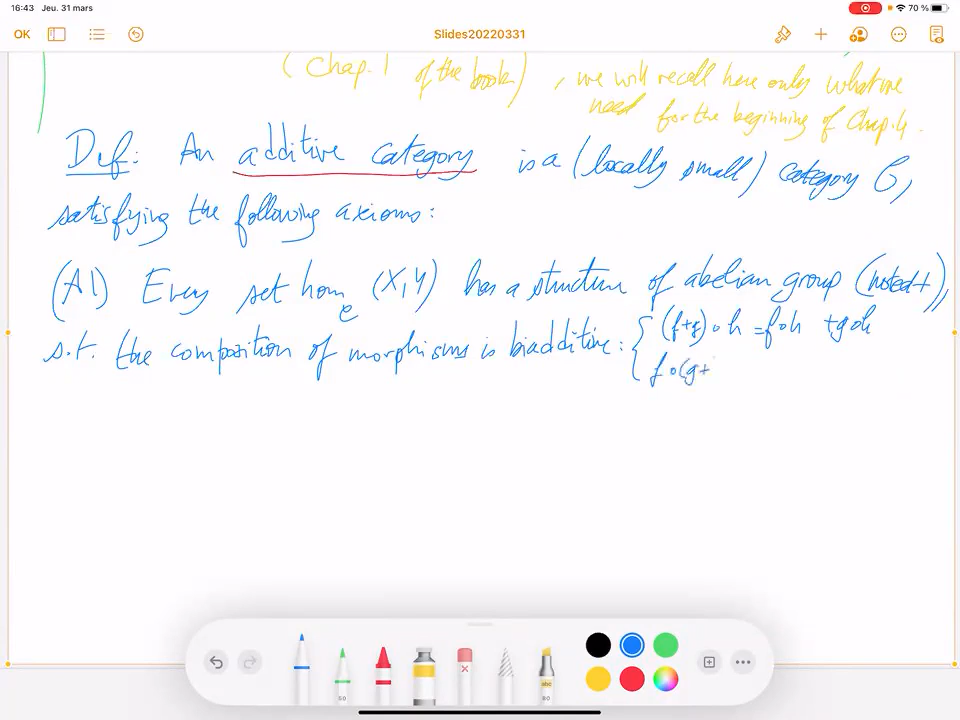 16:43 Jeu. 31 mars
70 %
OK
Slides20220331
(Chap. 1 of the book), we will recall here only what we
need for the beginning of Chap. 4.
Def: An additive category is a (locally small) category C,
satisfying the following axioms:
(A1) Every set hom_C (X, Y) has a structure of abelian group (noted +),
s.t. the composition of morphisms is biadditive: { (f+g) o h = f o h + g o h
f o (g+
50
80